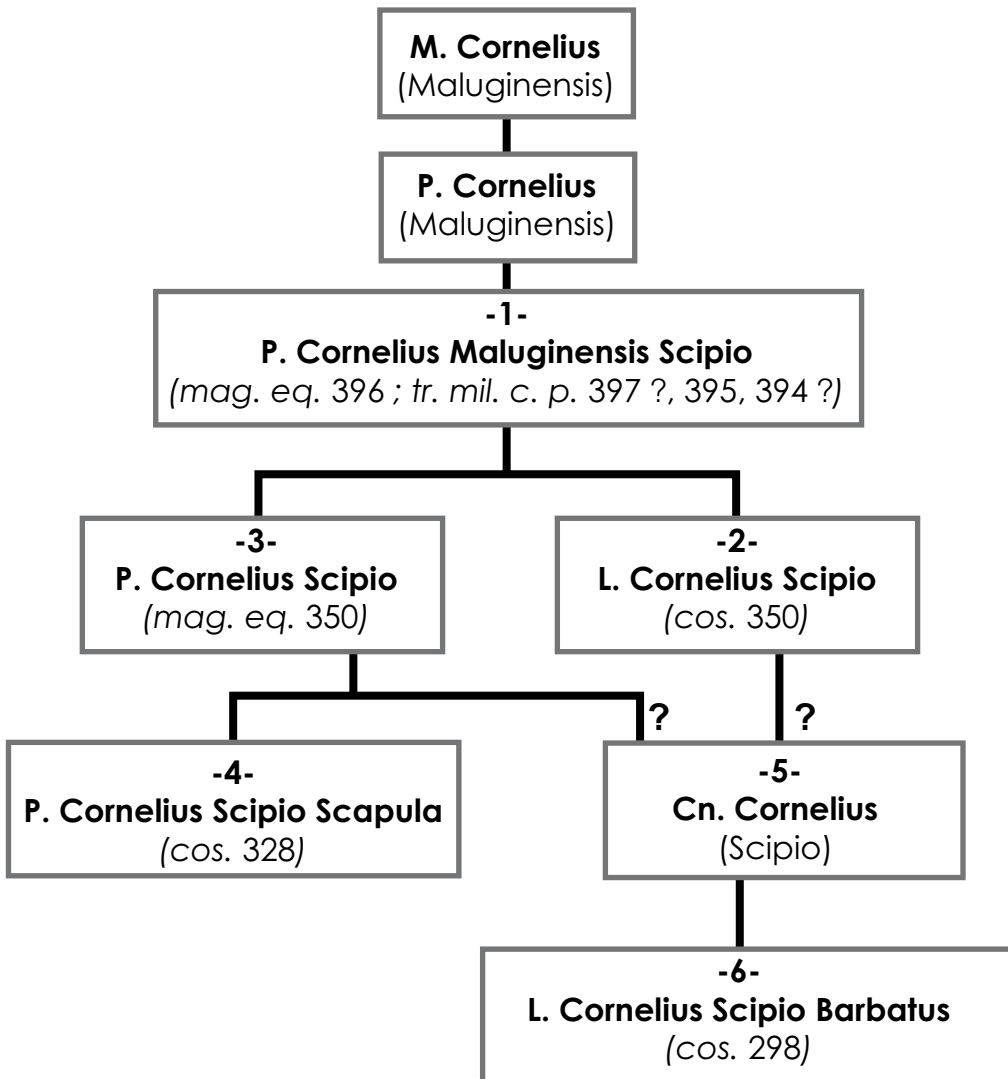 M. Cornelius
(Maluginensis)
P. Cornelius
(Maluginensis)
-1-
P. Cornelius Maluginensis Scipio
(mag. eq. 396 ; tr. mil. c. p. 397 ?, 395, 394 ?)
-3-
P. Cornelius Scipio
(mag. eq. 350)
-2-
L. Cornelius Scipio
(cos. 350)
?
?
-4-
P. Cornelius Scipio Scapula
(cos. 328)
-5-
Cn. Cornelius
(Scipio)
-6-
L. Cornelius Scipio Barbatus
(cos. 298)